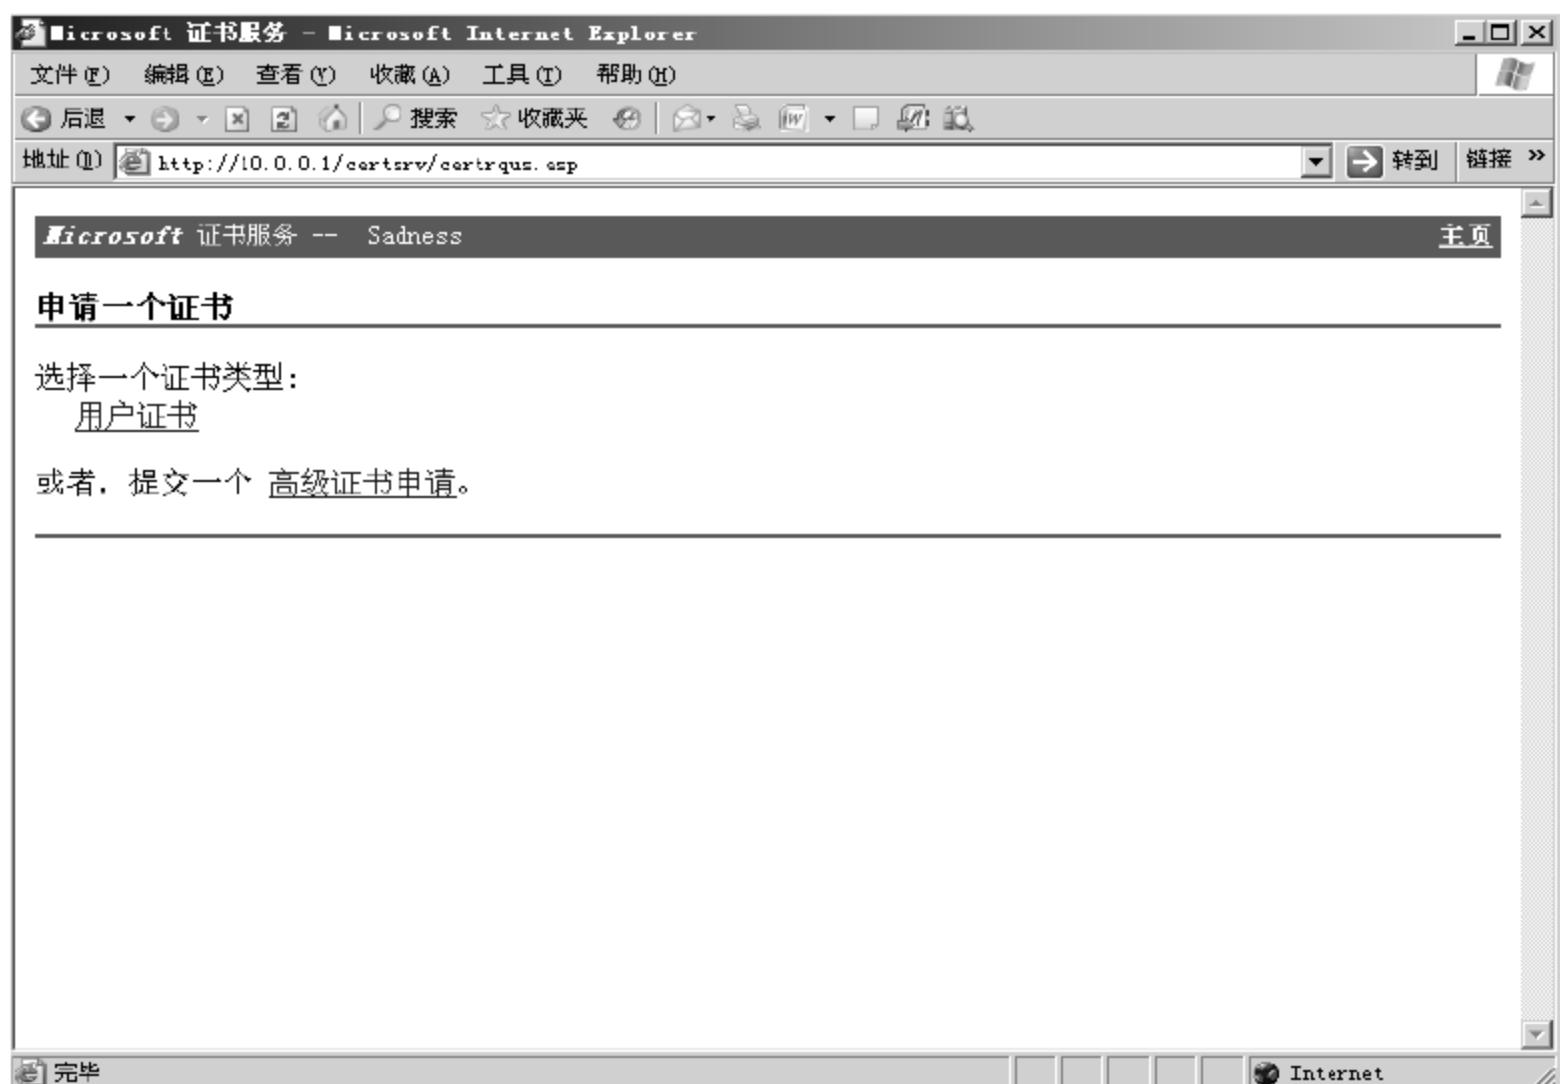 Microsoft 证书服务 - Microsoft Internet Explorer
文件(F) 编辑(E) 查看(V) 收藏(A) 工具(T) 帮助(H)
后退 搜索 收藏夹
地址(D) http://10.0.0.1/certsrv/certrqus.asp 转到 链接 »
Microsoft 证书服务 -- Sadness 主页
申请一个证书
选择一个证书类型:
用户证书
或者, 提交一个 高级证书申请。
完毕 Internet